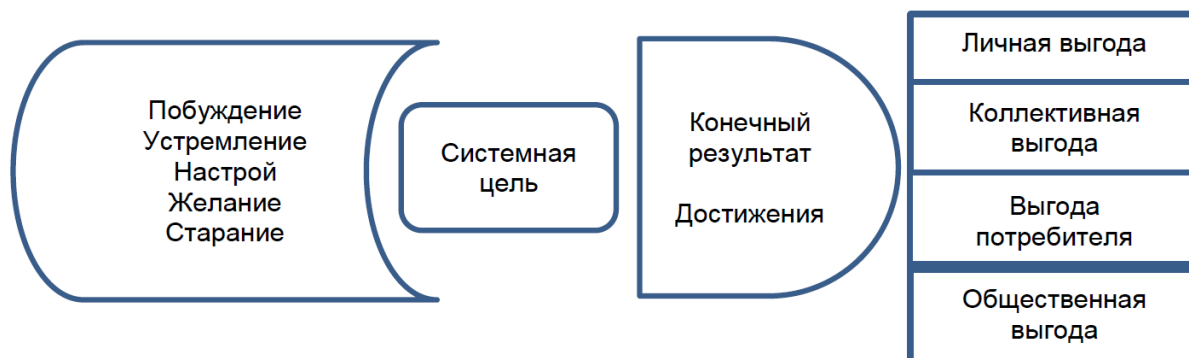 Побуждение
Устремление
Настрой
Желание
Старание
Системная
цель
Конечный
результат
Достижения
Личная выгода
Коллективная
выгода
Выгода
потребителя
Общественная
выгода